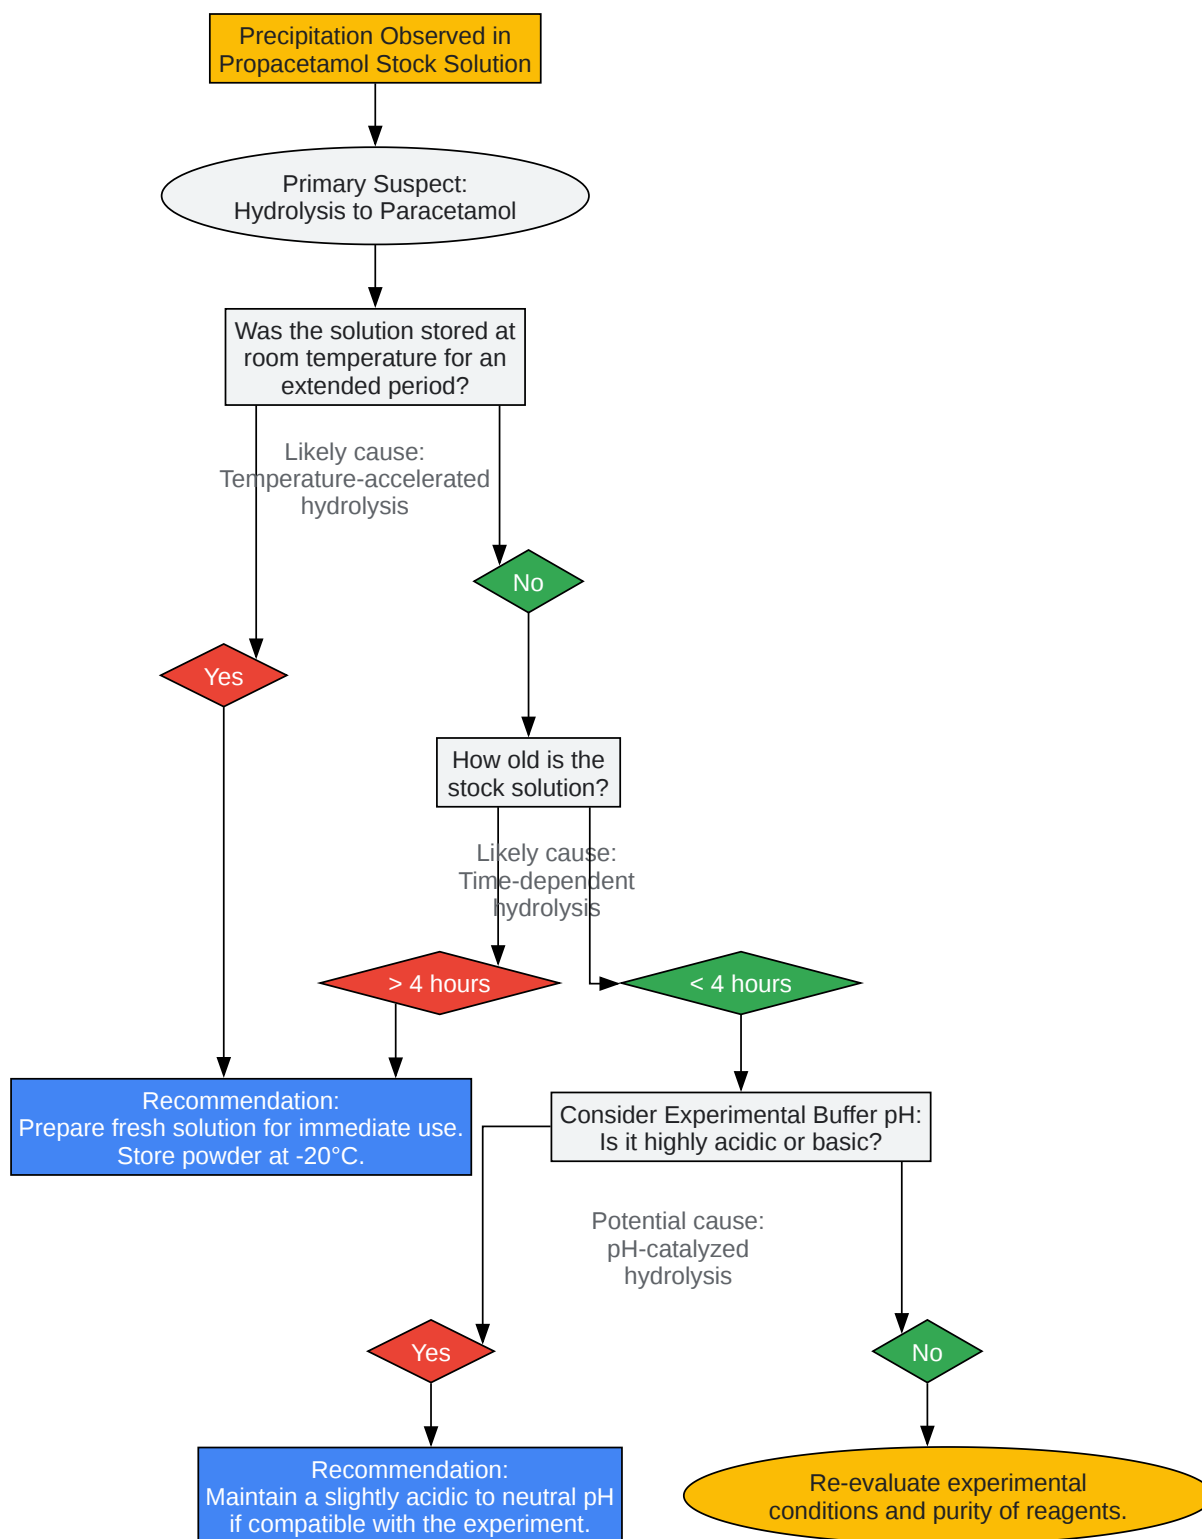 Precipitation Observed in
Propacetamol Stock Solution
Primary Suspect:
Hydrolysis to Paracetamol
Was the solution stored at
room temperature for an
extended period?
Likely cause:
Temperature-accelerated
hydrolysis
No
Yes
How old is the
stock solution?
Likely cause:
Time-dependent
hydrolysis
> 4 hours
< 4 hours
Recommendation:
Prepare fresh solution for immediate use.
Store powder at -20°C.
Consider Experimental Buffer pH:
Is it highly acidic or basic?
Potential cause:
pH-catalyzed
hydrolysis
Yes
No
Recommendation:
Maintain a slightly acidic to neutral pH
if compatible with the experiment.
Re-evaluate experimental
conditions and purity of reagents.